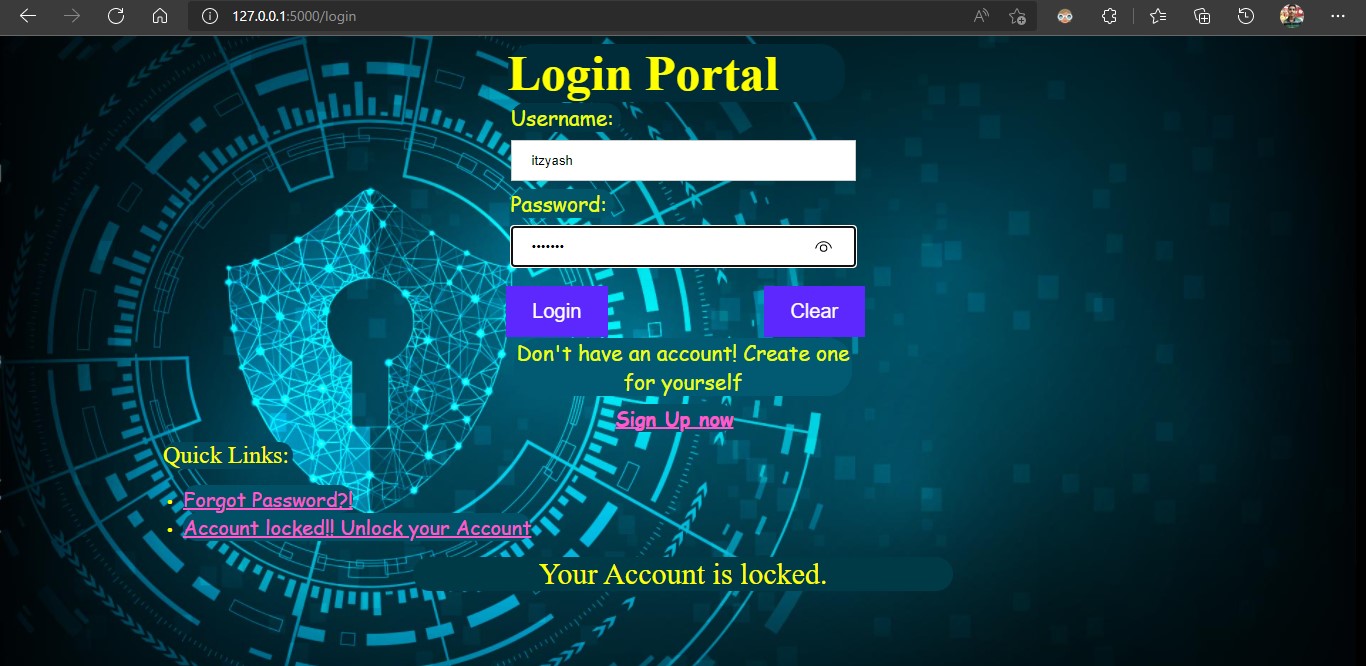 127.0.0.1:5000/login
Login Portal
Username:
itzyash
Password:
•••••••
Login Clear
Don't have an account! Create one
for yourself
Sign Up now
Quick Links:
• Forgot Password?!
• Account locked!! Unlock your Account
Your Account is locked.